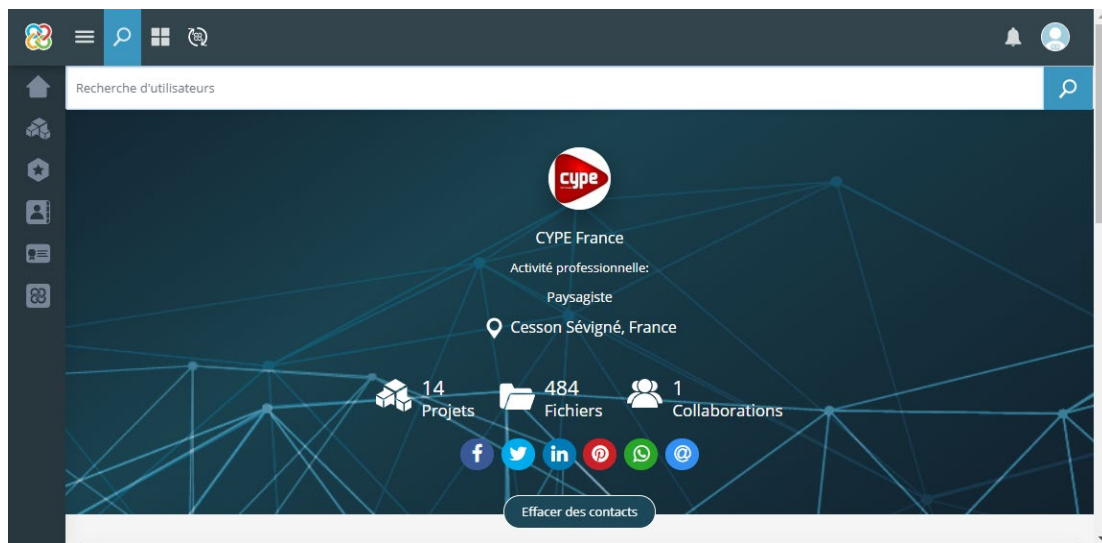 Recherche d'utilisateurs
cype
CYPE France
Activité professionnelle:
Paysagiste
Cesson Sévigné, France
14
Projets
484
Fichiers
1
Collaborations
Effacer des contacts